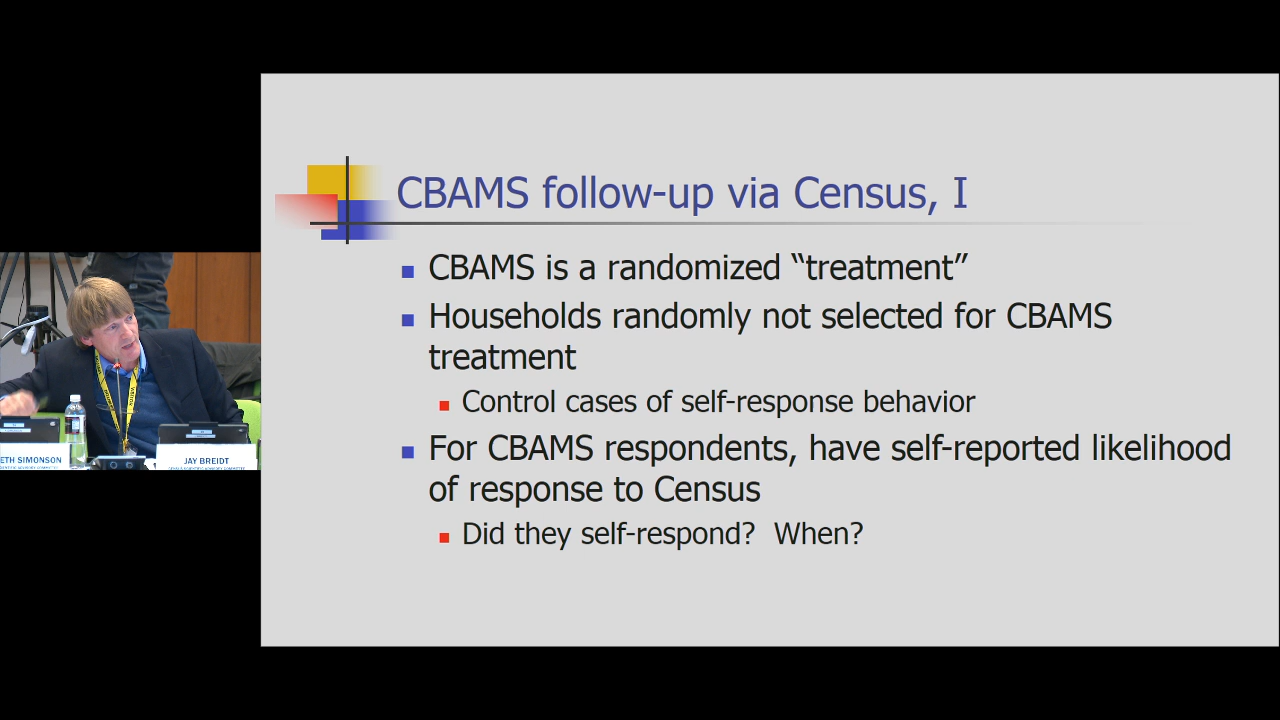 CBAMS follow-up via Census, I
CBAMS is a randomized “treatment”
Households randomly not selected for CBAMS
treatment
Control cases of self-response behavior
For CBAMS respondents, have self-reported likelihood
of response to Census
Did they self-respond?  When?
ETH SIMONSON
JAY BREIDT